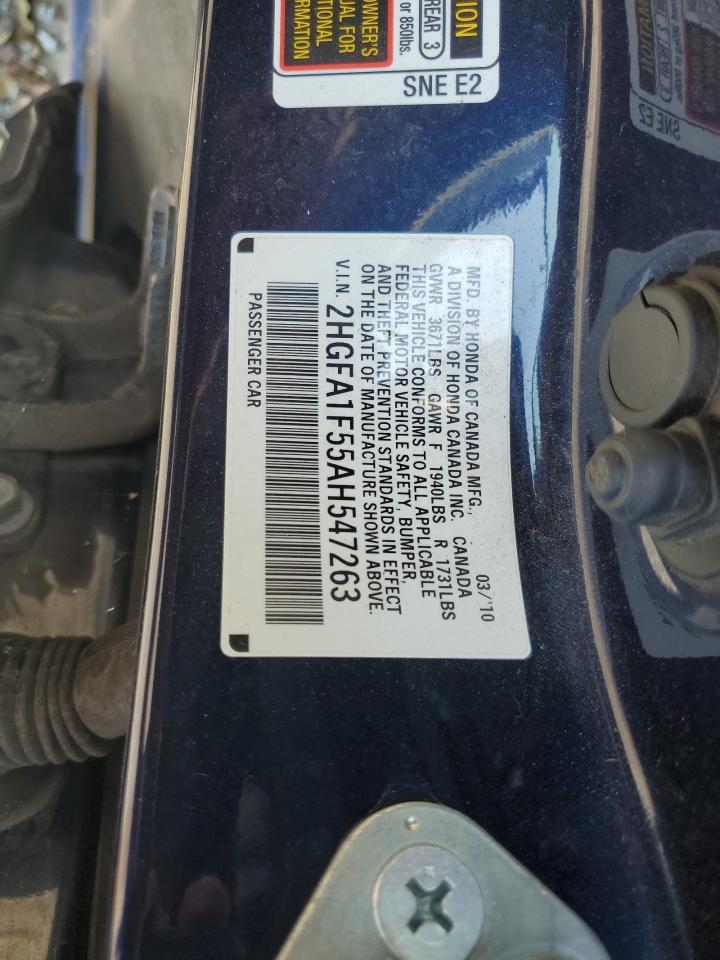 ION
REAR 3
or 850lbs.
OWNER'S
UAL FOR
TIONAL
RMATION
SNE E2
MFD. BY HONDA OF CANADA MFG., 03/'10
A DIVISION OF HONDA CANADA INC. CANADA
GVWR 3671LBS GAWR F 1940LBS R 1731LBS
THIS VEHICLE CONFORMS TO ALL APPLICABLE
FEDERAL MOTOR VEHICLE SAFETY, BUMPER,
AND THEFT PREVENTION STANDARDS IN EFFECT
ON THE DATE OF MANUFACTURE SHOWN ABOVE.
V.I.N. 2HGFA1F55AH547263
PASSENGER CAR